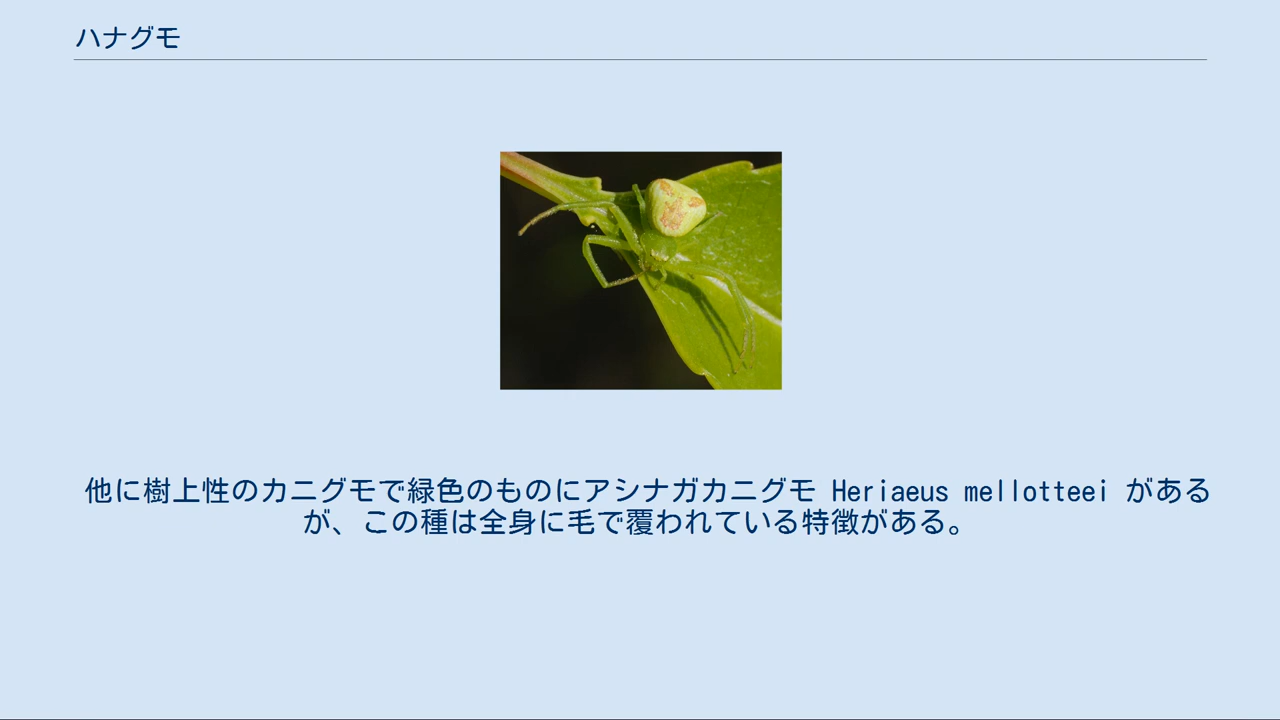 ハナグモ
他に樹上性のカニグモで緑色のものにアシナガカニグモ Heriaeus mellotteei がある
が、この種は全身に毛で覆われている特徴がある。